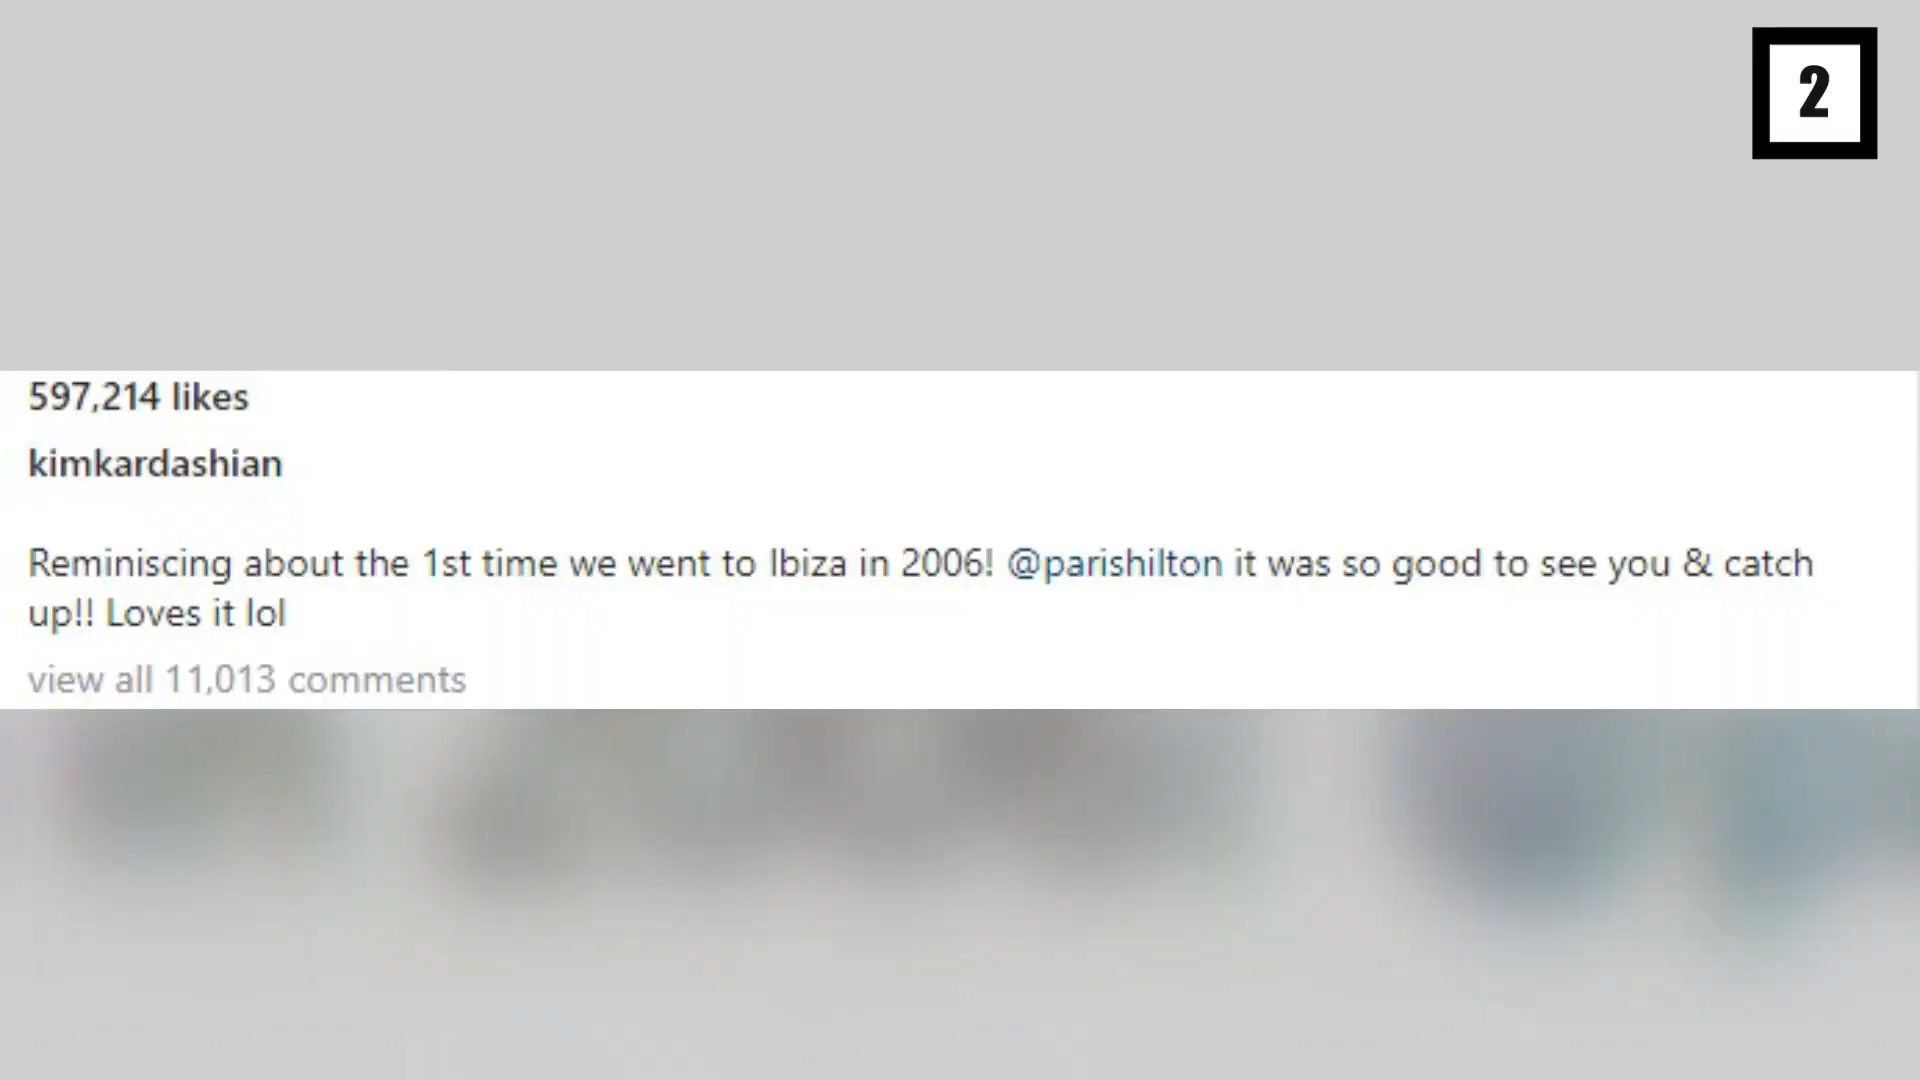 2
597,214 likes
kimkardashian
Reminiscing about the 1st time we went to Ibiza in 2006! @parishilton it was so good to see you & catch
up!! Loves it lol
view all 11,013 comments